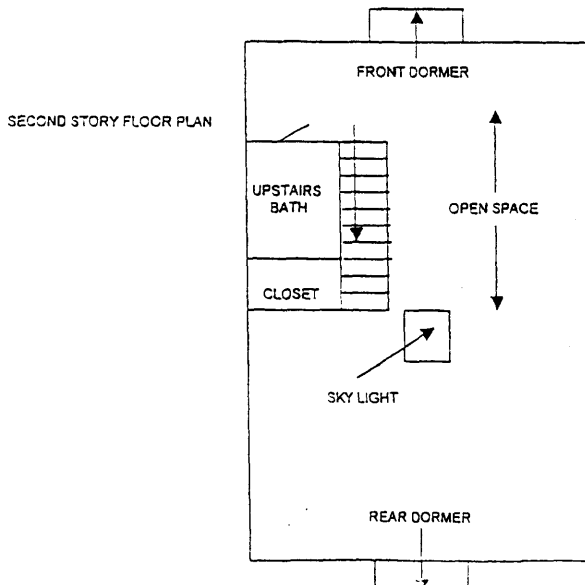 FRONT DORMER
SECOND STORY FLOOR PLAN
UPSTAIRS
BATH
OPEN SPACE
CLOSET
SKY LIGHT
REAR DORMER